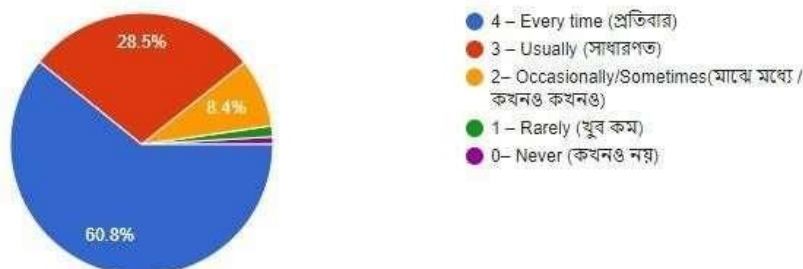 28.5%
8.4%
60.8%
4 – Every time (প্রতিবার)
3 – Usually (সাধারণত)
2– Occasionally/Sometimes(মাঝে মধ্যে /
কখনও কখনও)
1 – Rarely (খুব কম)
0– Never (কখনও নয়)